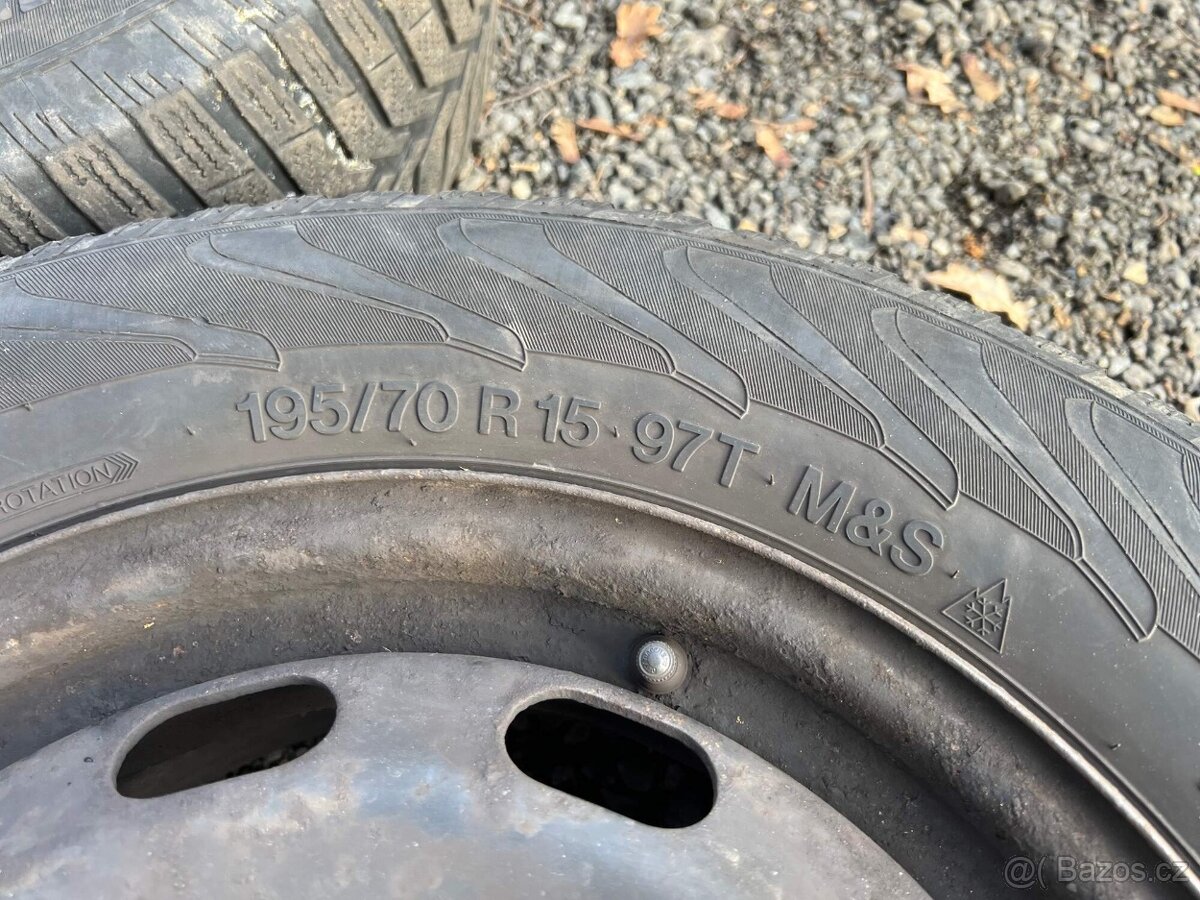 195/70 R 15 · 97T · M&S ·
ROTATION
@( Bazos.cz